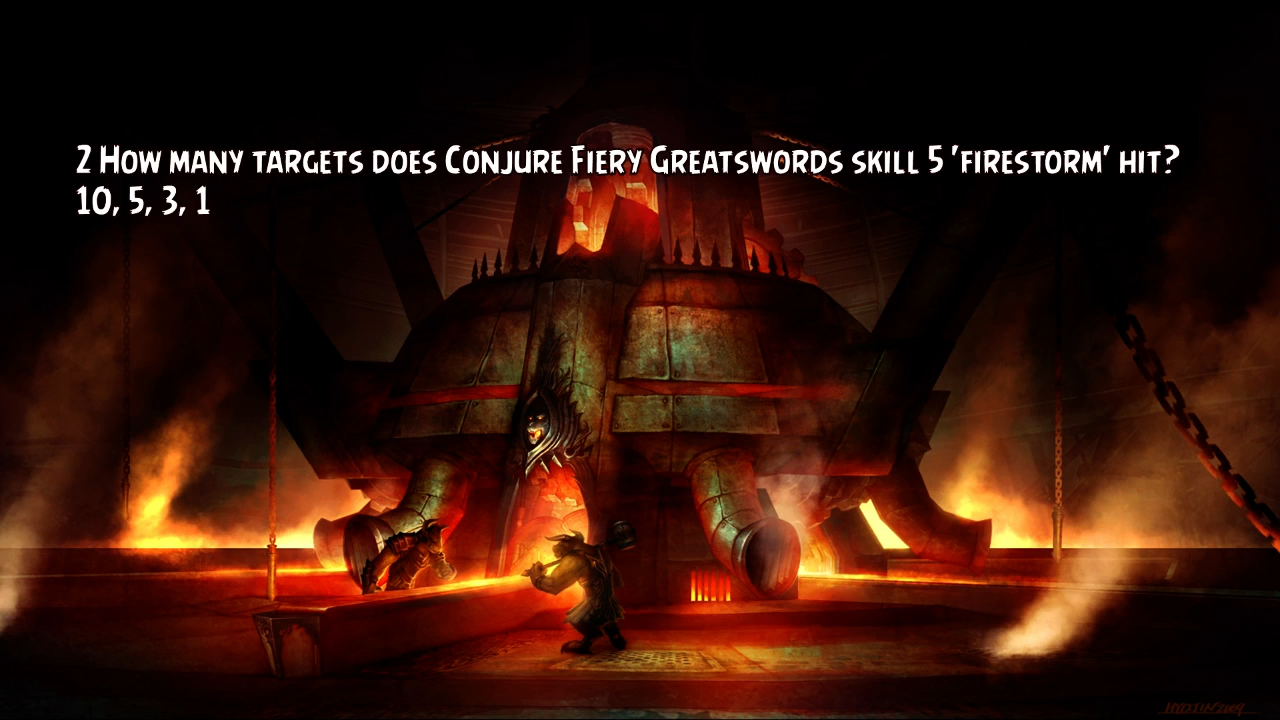 2 How many targets does Conjure Fiery Greatswords skill 5 'firestorm' hit?
10, 5, 3, 1